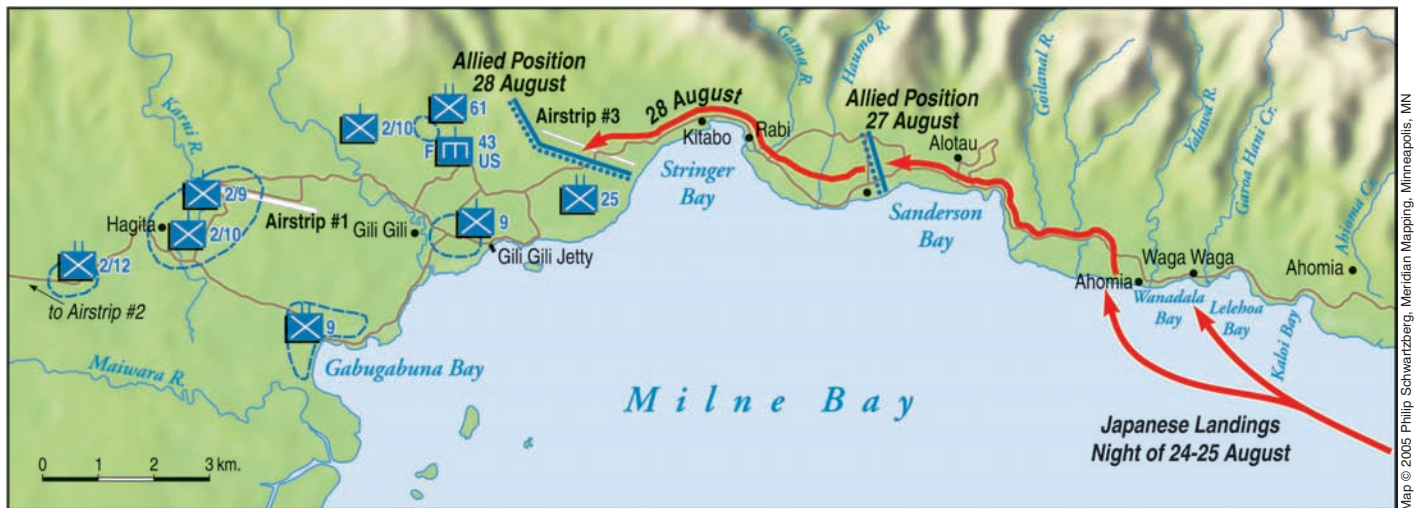 Allied Position
28 August
Airstrip #3
28 August
Kitabo
Rabi
Gama R.
Haumo R.
Allied Position
27 August
Alotau
Goilanal R.
Yaluwa R.
Garoa Hani Cr.
Ahioma Cr.
Karui R.
61
2/10
F
43
US
2/9
Airstrip #1
Hagita
2/10
Gili Gili
9
25
Gili Gili Jetty
Stringer
Bay
Sanderson
Bay
Waga Waga
Ahomia
Ahomia
Wanadala
Bay
Lelehoa
Bay
Kaloi Bay
2/12
to Airstrip #2
9
Gabugabuna Bay
Maiwara R.
Milne Bay
Japanese Landings
Night of 24-25 August
0 1 2 3 km.
Map © 2005 Philip Schwartzberg, Meridian Mapping, Minneapolis, MN